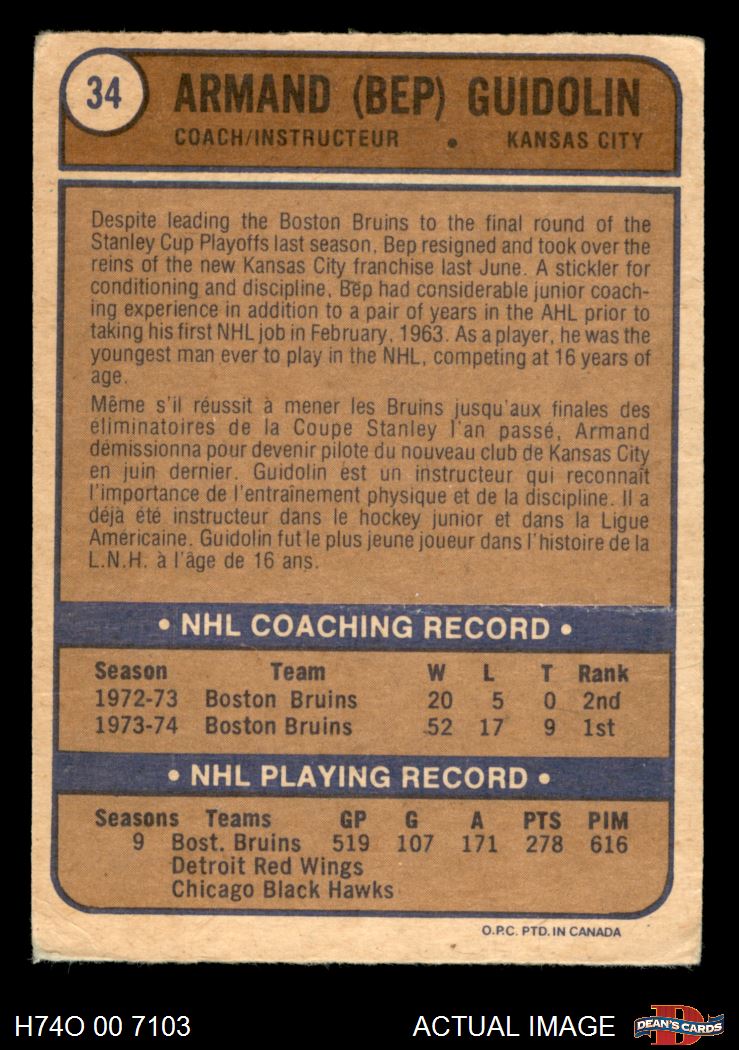 34
ARMAND (BEP) GUIDOLIN
COACH/INSTRUCTEUR • KANSAS CITY
Despite leading the Boston Bruins to the final round of the
Stanley Cup Playoffs last season, Bep resigned and took over the
reins of the new Kansas City franchise last June. A stickler for
conditioning and discipline, Bep had considerable junior coach-
ing experience in addition to a pair of years in the AHL prior to
taking his first NHL job in February, 1963. As a player, he was the
youngest man ever to play in the NHL, competing at 16 years of
age.
Même s'il réussit à mener les Bruins jusqu'aux finales des
éliminatoires de la Coupe Stanley l'an passé, Armand
démissionna pour devenir pilote du nouveau club de Kansas City
en juin dernier. Guidolin est un instructeur qui reconnaît
l'importance de l'entraînement physique et de la discipline. Il a
déjà été instructeur dans le hockey junior et dans la Ligue
Américaine. Guidolin fut le plus jeune joueur dans l'histoire de la
L.N.H. à l'âge de 16 ans.
• NHL COACHING RECORD •
Season Team W L T Rank
1972-73 Boston Bruins 20 5 0 2nd
1973-74 Boston Bruins 52 17 9 1st
• NHL PLAYING RECORD •
Seasons Teams GP G A PTS PIM
9 Bost. Bruins 519 107 171 278 616
Detroit Red Wings
Chicago Black Hawks
O.P.C. PTD. IN CANADA
H74O 00 7103 ACTUAL IMAGE DEAN'S CARDS